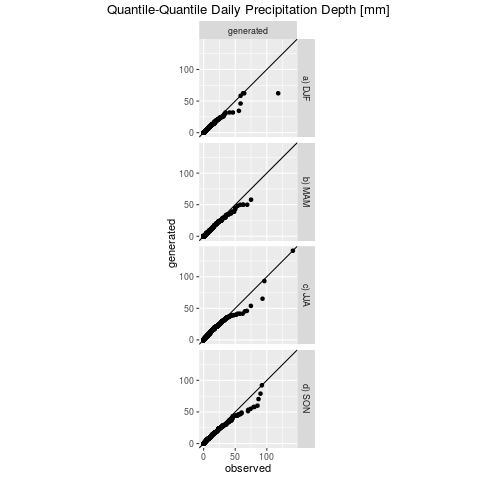 Quantile-Quantile Daily Precipitation Depth [mm]
generated
100
50
0
a) DJF
100
50
0
b) MAM
generated
100
50
0
c) JJA
100
50
0
d) SON
0 50 100
observed